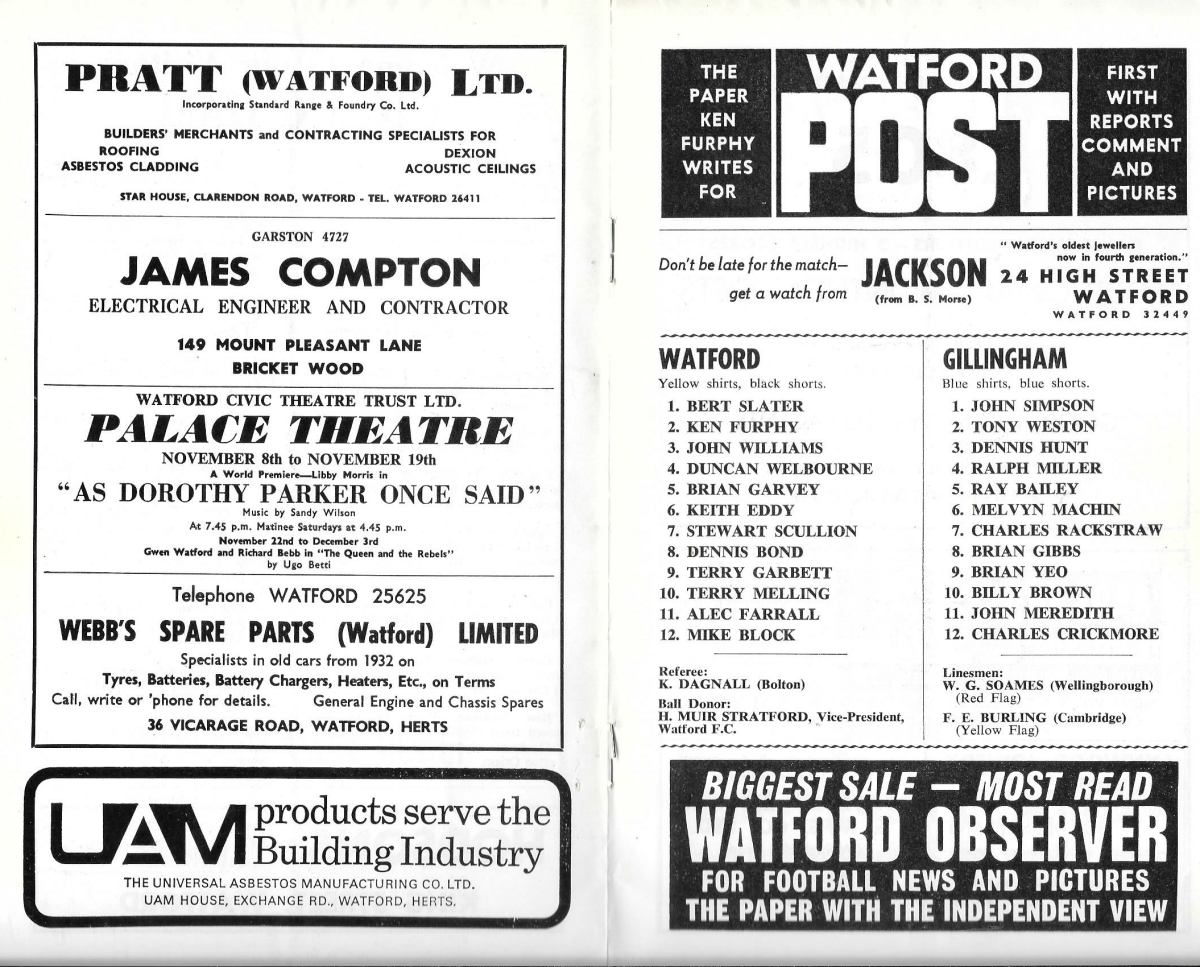 PRATT (WATFORD) LTD.
Incorporating Standard Range & Foundry Co. Ltd.
BUILDERS' MERCHANTS and CONTRACTING SPECIALISTS FOR
ROOFING DEXION
ASBESTOS CLADDING ACOUSTIC CEILINGS
STAR HOUSE, CLARENDON ROAD, WATFORD - TEL. WATFORD 26411
GARSTON 4727
JAMES COMPTON
ELECTRICAL ENGINEER AND CONTRACTOR
149 MOUNT PLEASANT LANE
BRICKET WOOD
WATFORD CIVIC THEATRE TRUST LTD.
PALACE THEATRE
NOVEMBER 8th to NOVEMBER 19th
A World Premiere—Libby Morris in
"AS DOROTHY PARKER ONCE SAID"
Music by Sandy Wilson
At 7.45 p.m. Matinee Saturdays at 4.45 p.m.
November 22nd to December 3rd
Gwen Watford and Richard Bebb in "The Queen and the Rebels"
by Ugo Betti
Telephone WATFORD 25625
WEBB'S SPARE PARTS (Watford) LIMITED
Specialists in old cars from 1932 on
Tyres, Batteries, Battery Chargers, Heaters, Etc., on Terms
Call, write or 'phone for details. General Engine and Chassis Spares
36 VICARAGE ROAD, WATFORD, HERTS
UAM products serve the
Building Industry
THE UNIVERSAL ASBESTOS MANUFACTURING CO. LTD.
UAM HOUSE, EXCHANGE RD., WATFORD, HERTS.
THE
PAPER
KEN
FURPHY
WRITES
FOR
WATFORD
POST
FIRST
WITH
REPORTS
COMMENT
AND
PICTURES
Don't be late for the match—
get a watch from
JACKSON
(from B. S. Morse)
"Watford's oldest jewellers
now in fourth generation."
24 HIGH STREET
WATFORD
WATFORD 32449
WATFORD
Yellow shirts, black shorts.
1. BERT SLATER
2. KEN FURPHY
3. JOHN WILLIAMS
4. DUNCAN WELBOURNE
5. BRIAN GARVEY
6. KEITH EDDY
7. STEWART SCULLION
8. DENNIS BOND
9. TERRY GARBETT
10. TERRY MELLING
11. ALEC FARRALL
12. MIKE BLOCK
Referee:
K. DAGNALL (Bolton)
Ball Donor:
H. MUIR STRATFORD, Vice-President,
Watford F.C.
GILLINGHAM
Blue shirts, blue shorts.
1. JOHN SIMPSON
2. TONY WESTON
3. DENNIS HUNT
4. RALPH MILLER
5. RAY BAILEY
6. MELVYN MACHIN
7. CHARLES RACKSTRAW
8. BRIAN GIBBS
9. BRIAN YEO
10. BILLY BROWN
11. JOHN MEREDITH
12. CHARLES CRICKMORE
Linesmen:
W. G. SOAMES (Wellingborough)
(Red Flag)
F. E. BURLING (Cambridge)
(Yellow Flag)
BIGGEST SALE — MOST READ
WATFORD OBSERVER
FOR FOOTBALL NEWS AND PICTURES
THE PAPER WITH THE INDEPENDENT VIEW